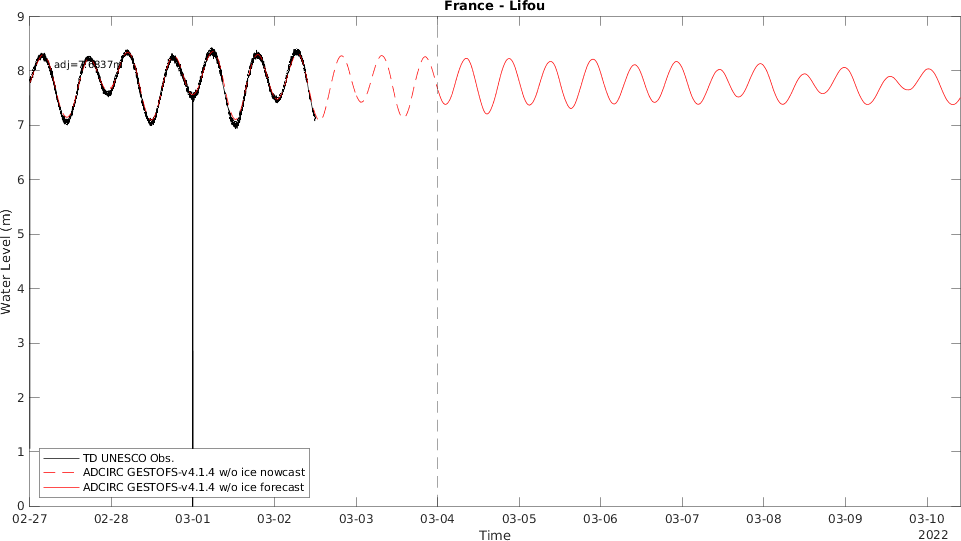 France - Lifou
9
8
7
6
5
4
3
2
1
0
adj=7.6837m
Water Level (m)
TD UNESCO Obs.
ADCIRC GESTOFS-v4.1.4 w/o ice nowcast
ADCIRC GESTOFS-v4.1.4 w/o ice forecast
02-27 02-28 03-01 03-02 03-03 03-04 03-05 03-06 03-07 03-08 03-09 03-10
Time
2022